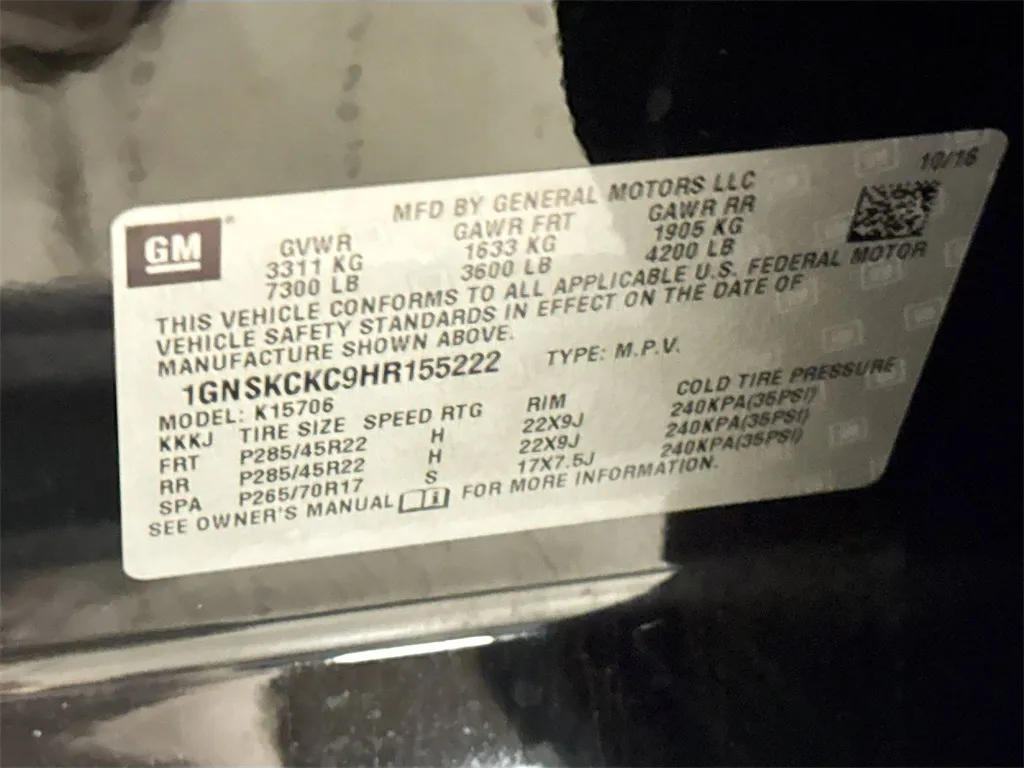 10/16
MFD BY GENERAL MOTORS LLC
GM
GVWR GAWR FRT GAWR RR
3311 KG 1633 KG 1905 KG
7300 LB 3600 LB 4200 LB
THIS VEHICLE CONFORMS TO ALL APPLICABLE U.S. FEDERAL MOTOR
VEHICLE SAFETY STANDARDS IN EFFECT ON THE DATE OF
MANUFACTURE SHOWN ABOVE.
1GNSKCKC9HR155222 TYPE: M.P.V.
MODEL: K15706
KKKJ TIRE SIZE SPEED RTG RIM COLD TIRE PRESSURE
FRT P285/45R22 H 22X9J 240KPA(35PSI)
RR P285/45R22 H 22X9J 240KPA(35PSI)
SPA P265/70R17 S 17X7.5J 240KPA(35PSI)
SEE OWNER'S MANUAL FOR MORE INFORMATION.